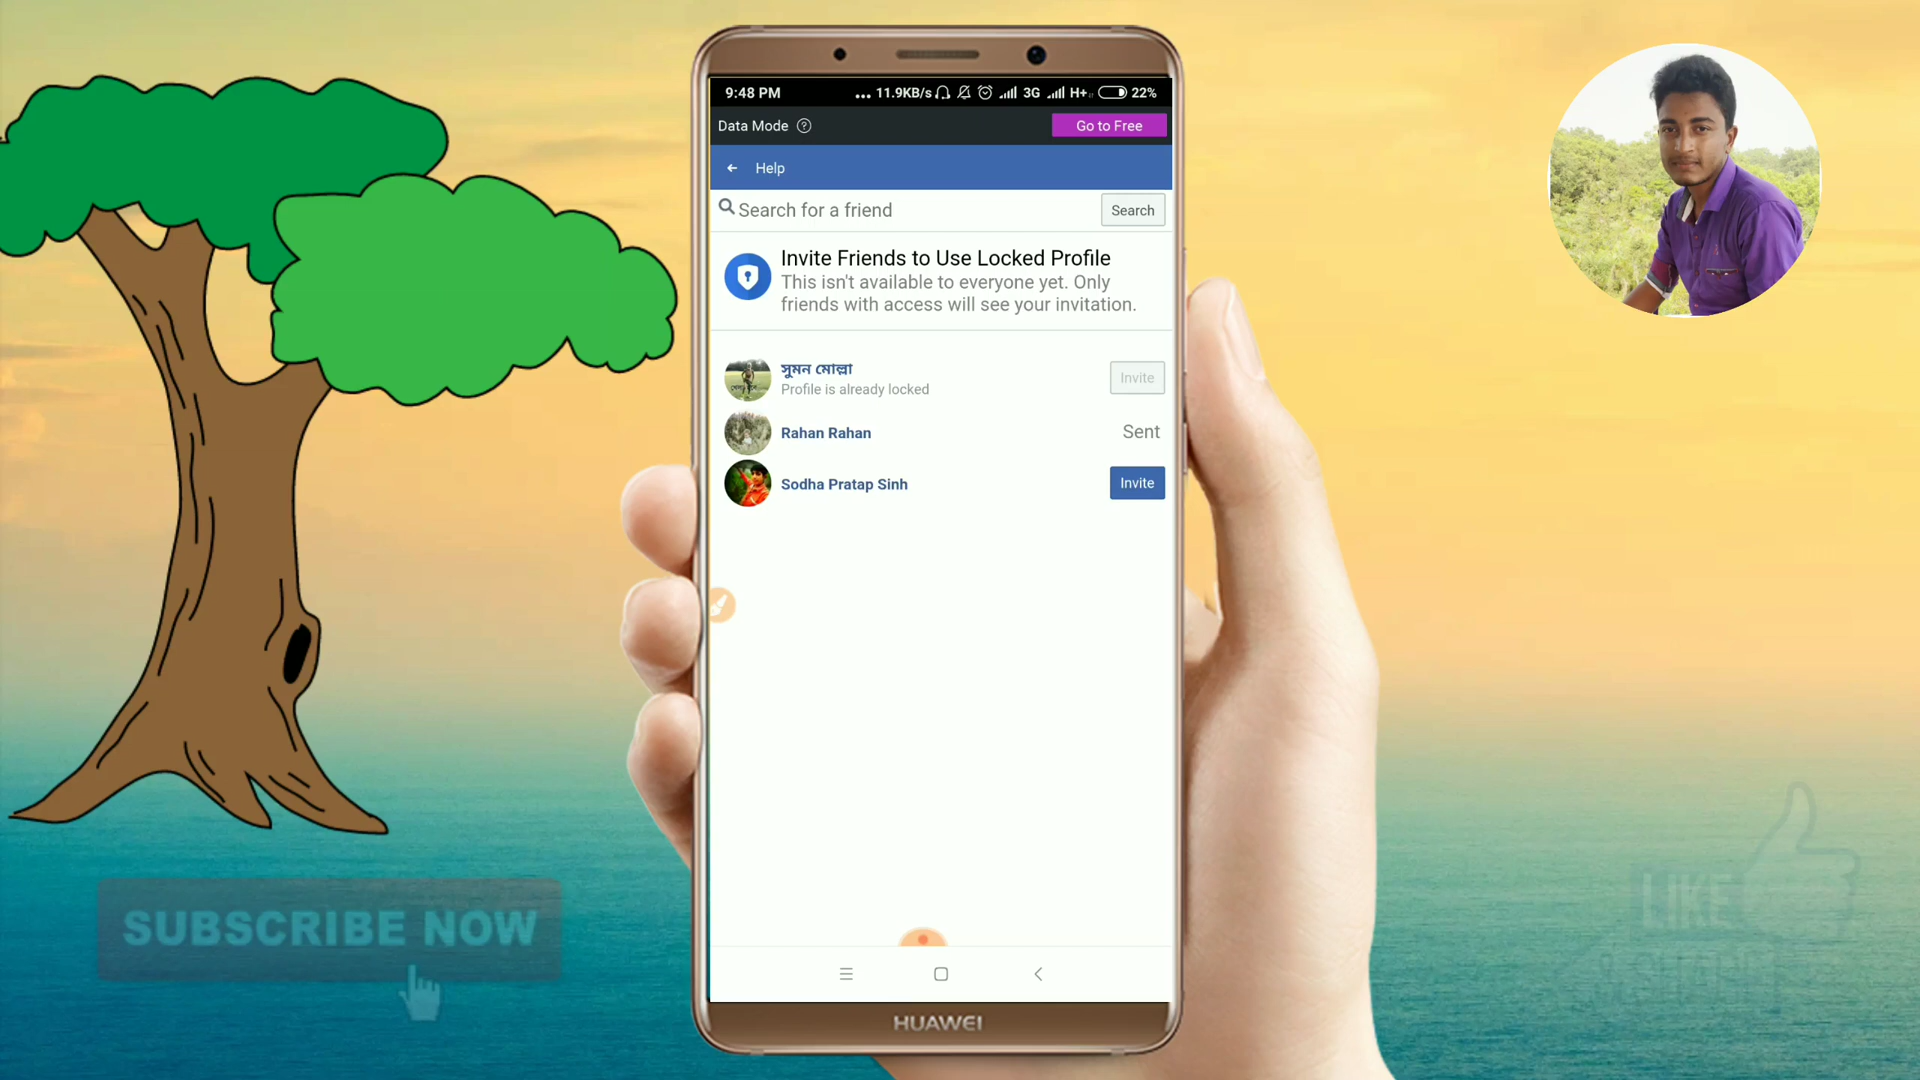 9:48 PM ... 11.9KB/s 3G H+ 22%
Data Mode Go to Free
Help
Search for a friend Search
Invite Friends to Use Locked Profile
This isn't available to everyone yet. Only
friends with access will see your invitation.
সুমন মোল্লা
Profile is already locked
Invite
Rahan Rahan Sent
Sodha Pratap Sinh Invite
HUAWEI
SUBSCRIBE NOW
LIKE